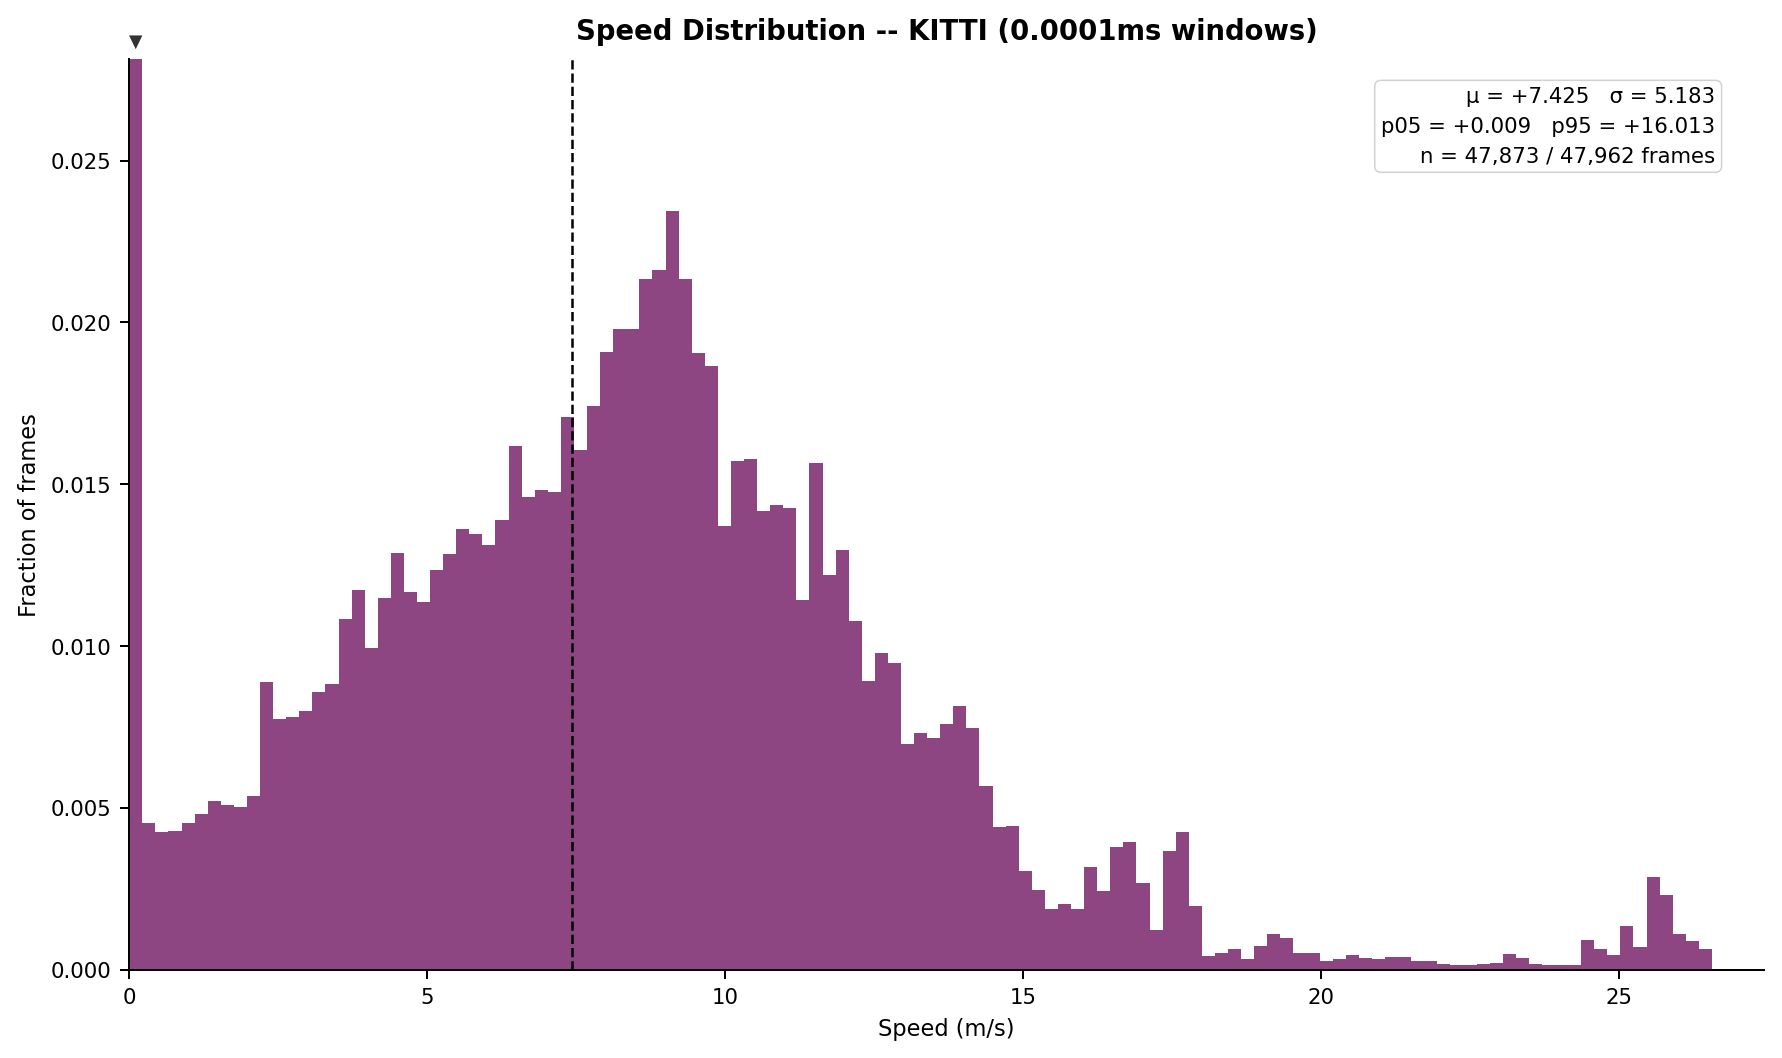 Speed Distribution -- KITTI (0.0001ms windows)
μ = +7.425   σ = 5.183
p05 = +0.009   p95 = +16.013
n = 47,873 / 47,962 frames
Fraction of frames
0.025
0.020
0.015
0.010
0.005
0.000
0
5
10
15
20
25
Speed (m/s)